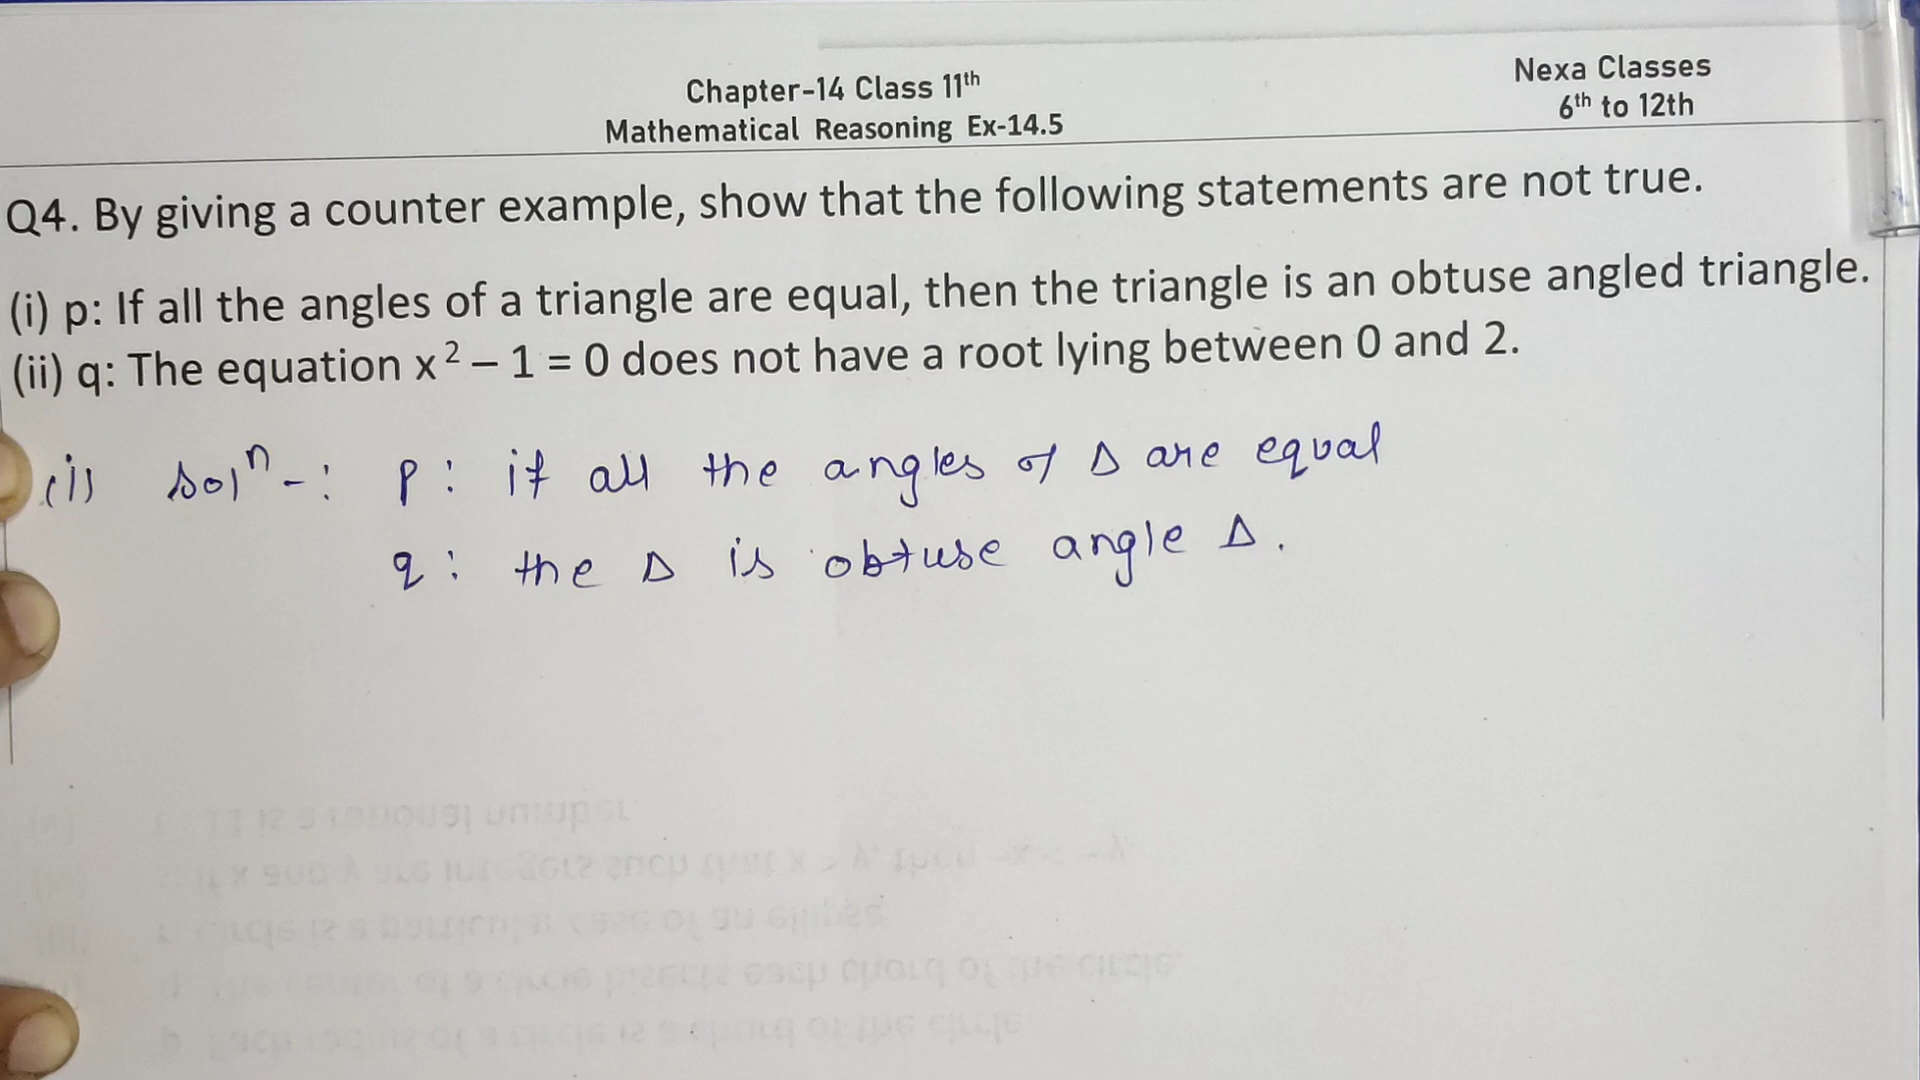 Chapter-14 Class 11th
Mathematical Reasoning Ex-14.5
Nexa Classes
6th to 12th
Q4. By giving a counter example, show that the following statements are not true.
(i) p: If all the angles of a triangle are equal, then the triangle is an obtuse angled triangle.
(ii) q: The equation x² – 1 = 0 does not have a root lying between 0 and 2.
(i) Solⁿ -: p: if all the angles of Δ are equal
q: the Δ is obtuse angle Δ.